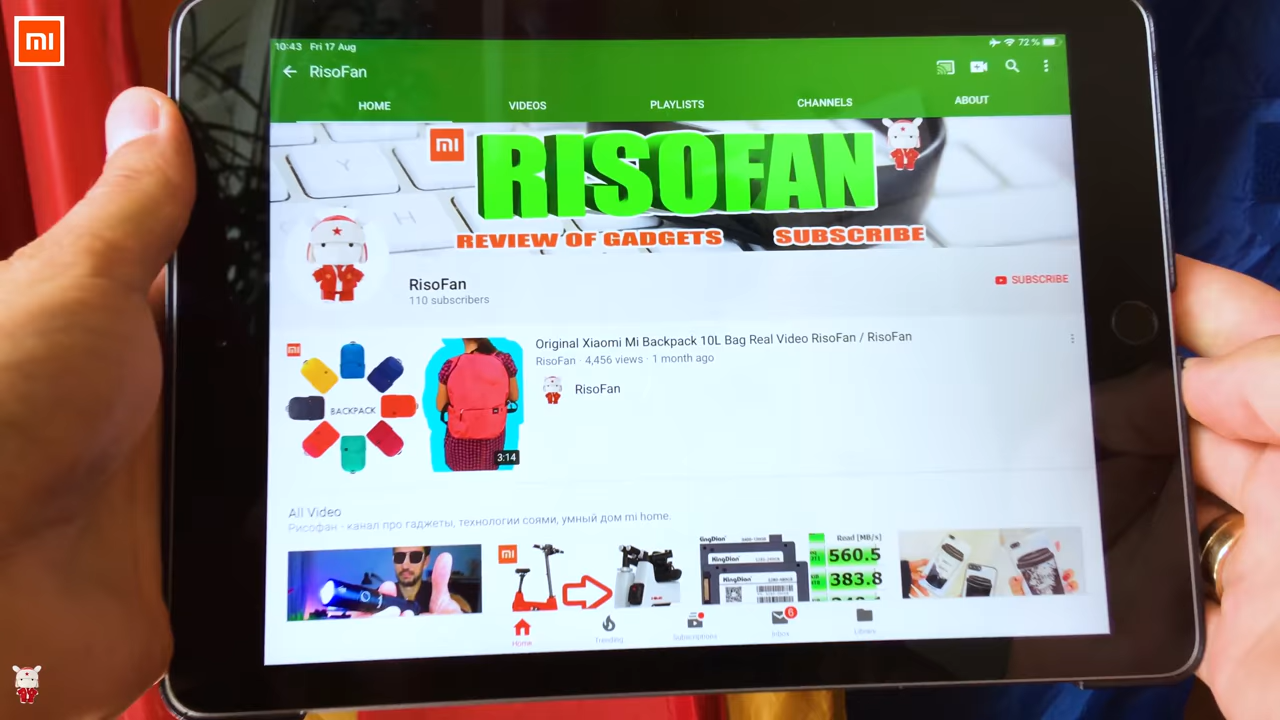 mi
10:43 Fri 17 Aug
72 %
RisoFan
HOME VIDEOS PLAYLISTS CHANNELS ABOUT
mi
RISOFAN
REVIEW OF GADGETS SUBSCRIBE
Y
H
RisoFan
110 subscribers
SUBSCRIBE
mi
BACKPACK
3:14
Original Xiaomi Mi Backpack 10L Bag Real Video RisoFan / RisoFan
RisoFan · 4,456 views · 1 month ago
RisoFan
All Video
Рисофан - канал про гаджеты, технологии соями, умный дом mi home.
mi
KingDian
KingDian
Read [MB/s]
560.5
383.8
Home
Trending
Subscriptions
Inbox
6